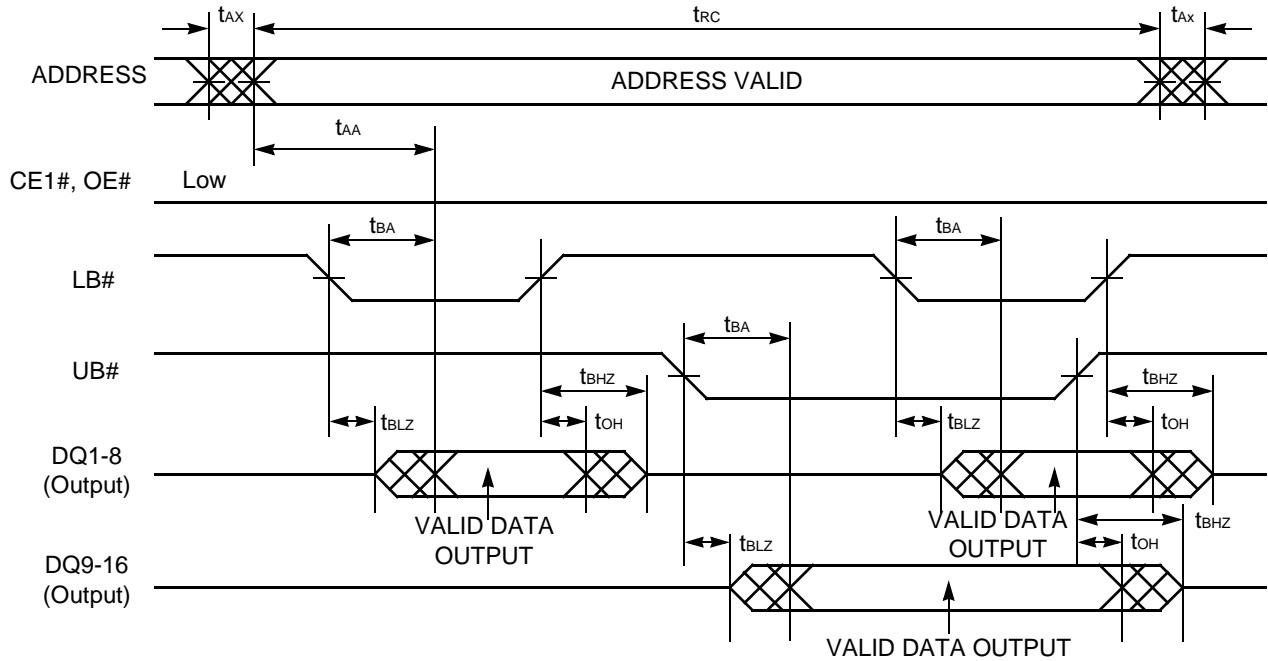 tAX tRC tAx
ADDRESS ADDRESS VALID
tAA
CE1#, OE# Low
tBA tBA
LB#
tBA
UB#
tBHZ tBHZ
tBLZ tOH tBLZ tOH
DQ1-8
(Output)
VALID DATA
OUTPUT
VALID DATA
OUTPUT
tBHZ
tBLZ tOH
DQ9-16
(Output)
VALID DATA OUTPUT